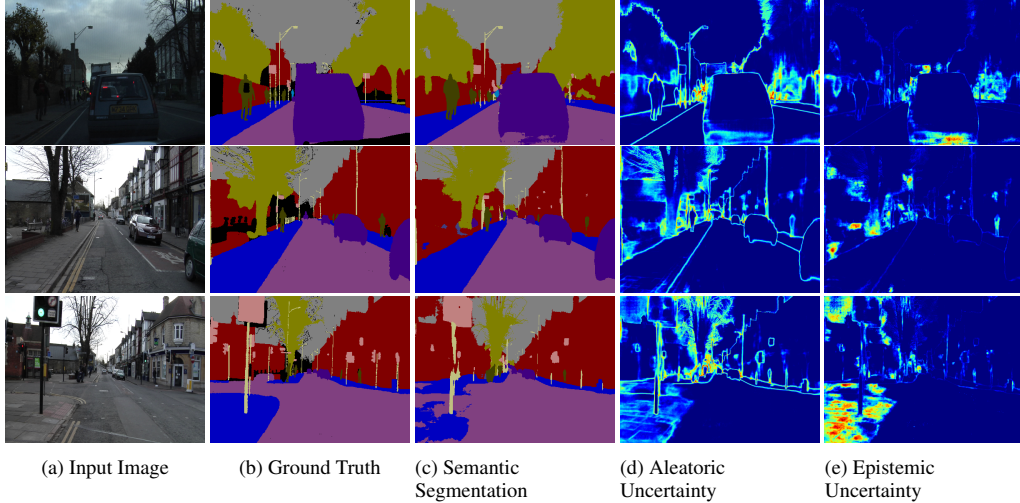 (a) Input Image
(b) Ground Truth
(c) Semantic
Segmentation
(d) Aleatoric
Uncertainty
(e) Epistemic
Uncertainty